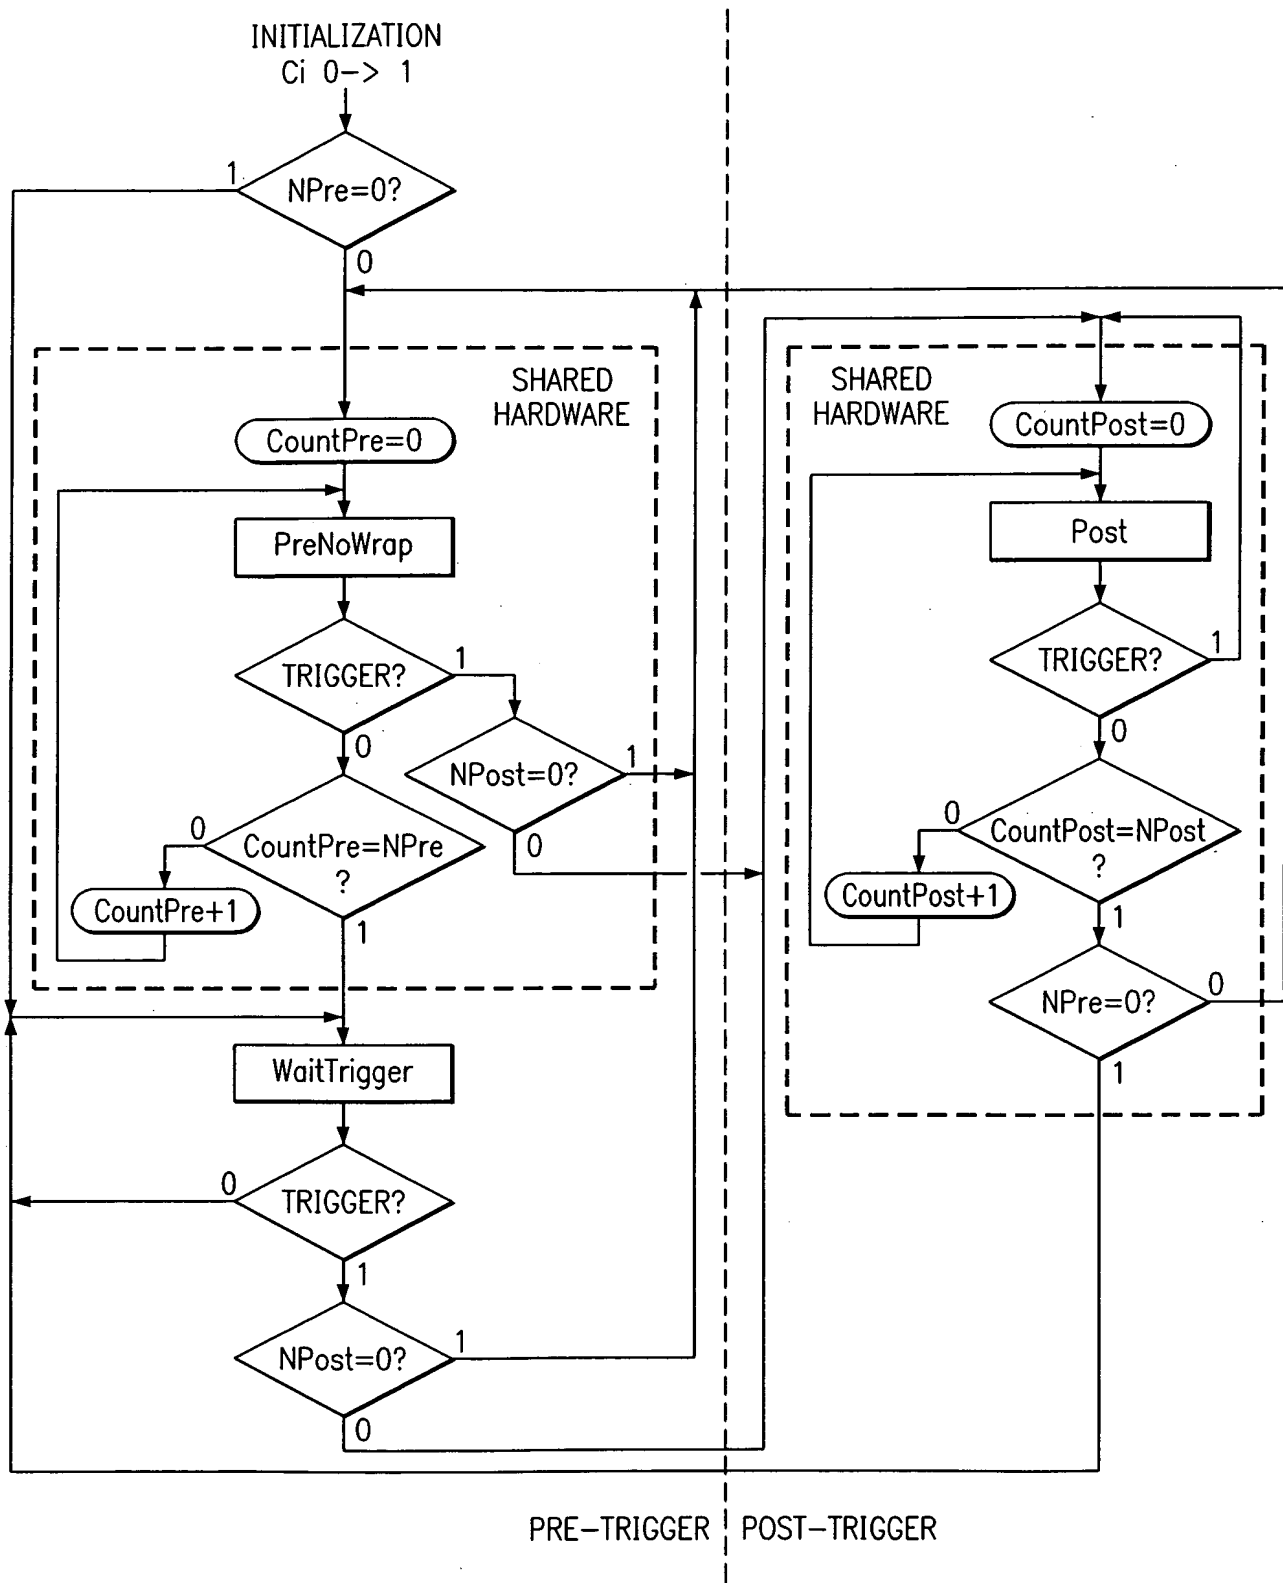 INITIALIZATION
Ci 0-> 1
1
NPre=0?
0
SHARED
HARDWARE
CountPre=0
PreNoWrap
TRIGGER?
1
0
NPost=0?
1
0
0
CountPre=NPre
?
CountPre+1
1
WaitTrigger
0
TRIGGER?
1
NPost=0?
1
0
SHARED
HARDWARE
CountPost=0
Post
TRIGGER?
1
0
0
CountPost=NPost
?
CountPost+1
1
NPre=0?
0
1
PRE-TRIGGER
POST-TRIGGER